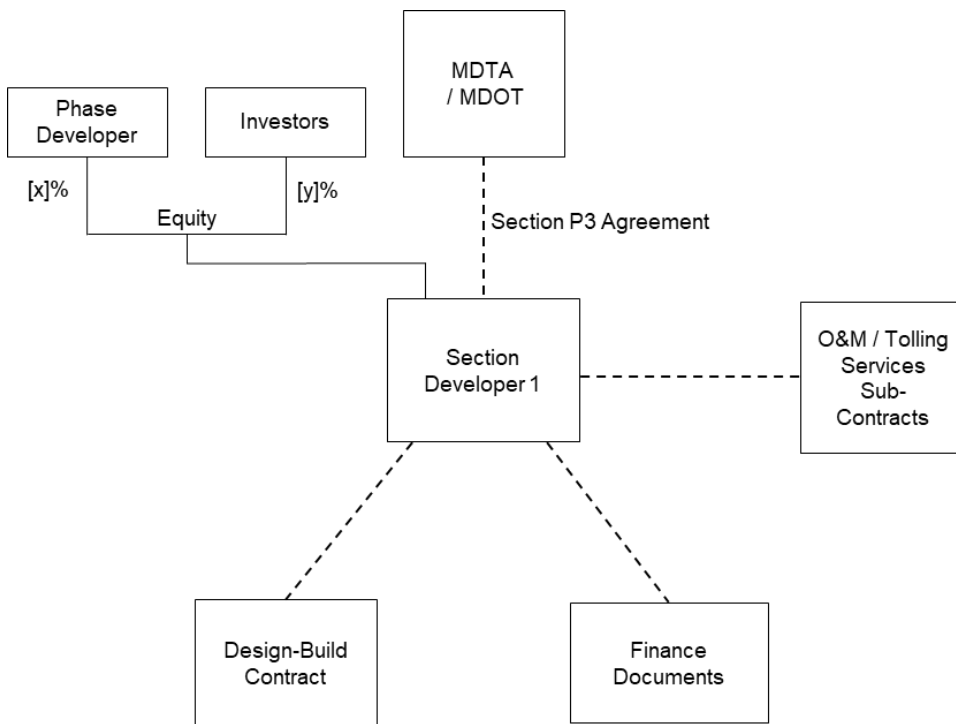 MDTA
/ MDOT
Phase
Developer
Investors
[x]%
[y]%
Equity
Section P3 Agreement
Section
Developer 1
O&M / Tolling
Services
Sub-
Contracts
Design-Build
Contract
Finance
Documents